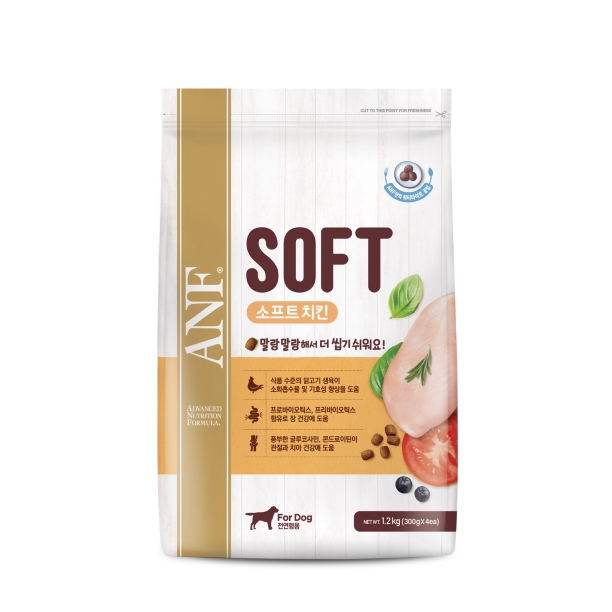 CUT TO THIS POINT FOR FRESHNESS
ANF
®
ADVANCED
NUTRITION
FORMULA.
SOFT
소프트 치킨
말랑말랑해서 더 씹기 쉬워요!
식품 수준의 닭고기 생육이
소화흡수율 및 기호성 향상을 도움
프로바이오틱스, 프리바이오틱스
함유로 장 건강에 도움
풍부한 글루코사민, 콘드로이틴이
관절과 치아 건강에 도움
For Dog
전연령용
NET WT. 1.2kg (300gX4ea)